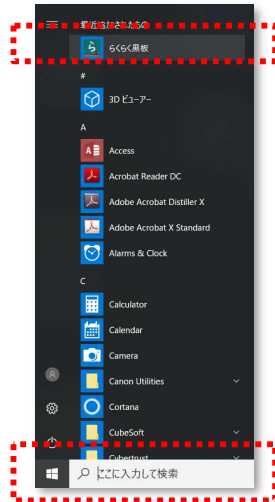 最近追加されたもの
らくらく黒板
#
3D ビューアー
A
Access
Acrobat Reader DC
Adobe Acrobat Distiller X
Adobe Acrobat X Standard
Alarms & Clock
C
Calculator
Calendar
Camera
Canon Utilities
Cortana
CubeSoft
Cybertrust
ここに入力して検索